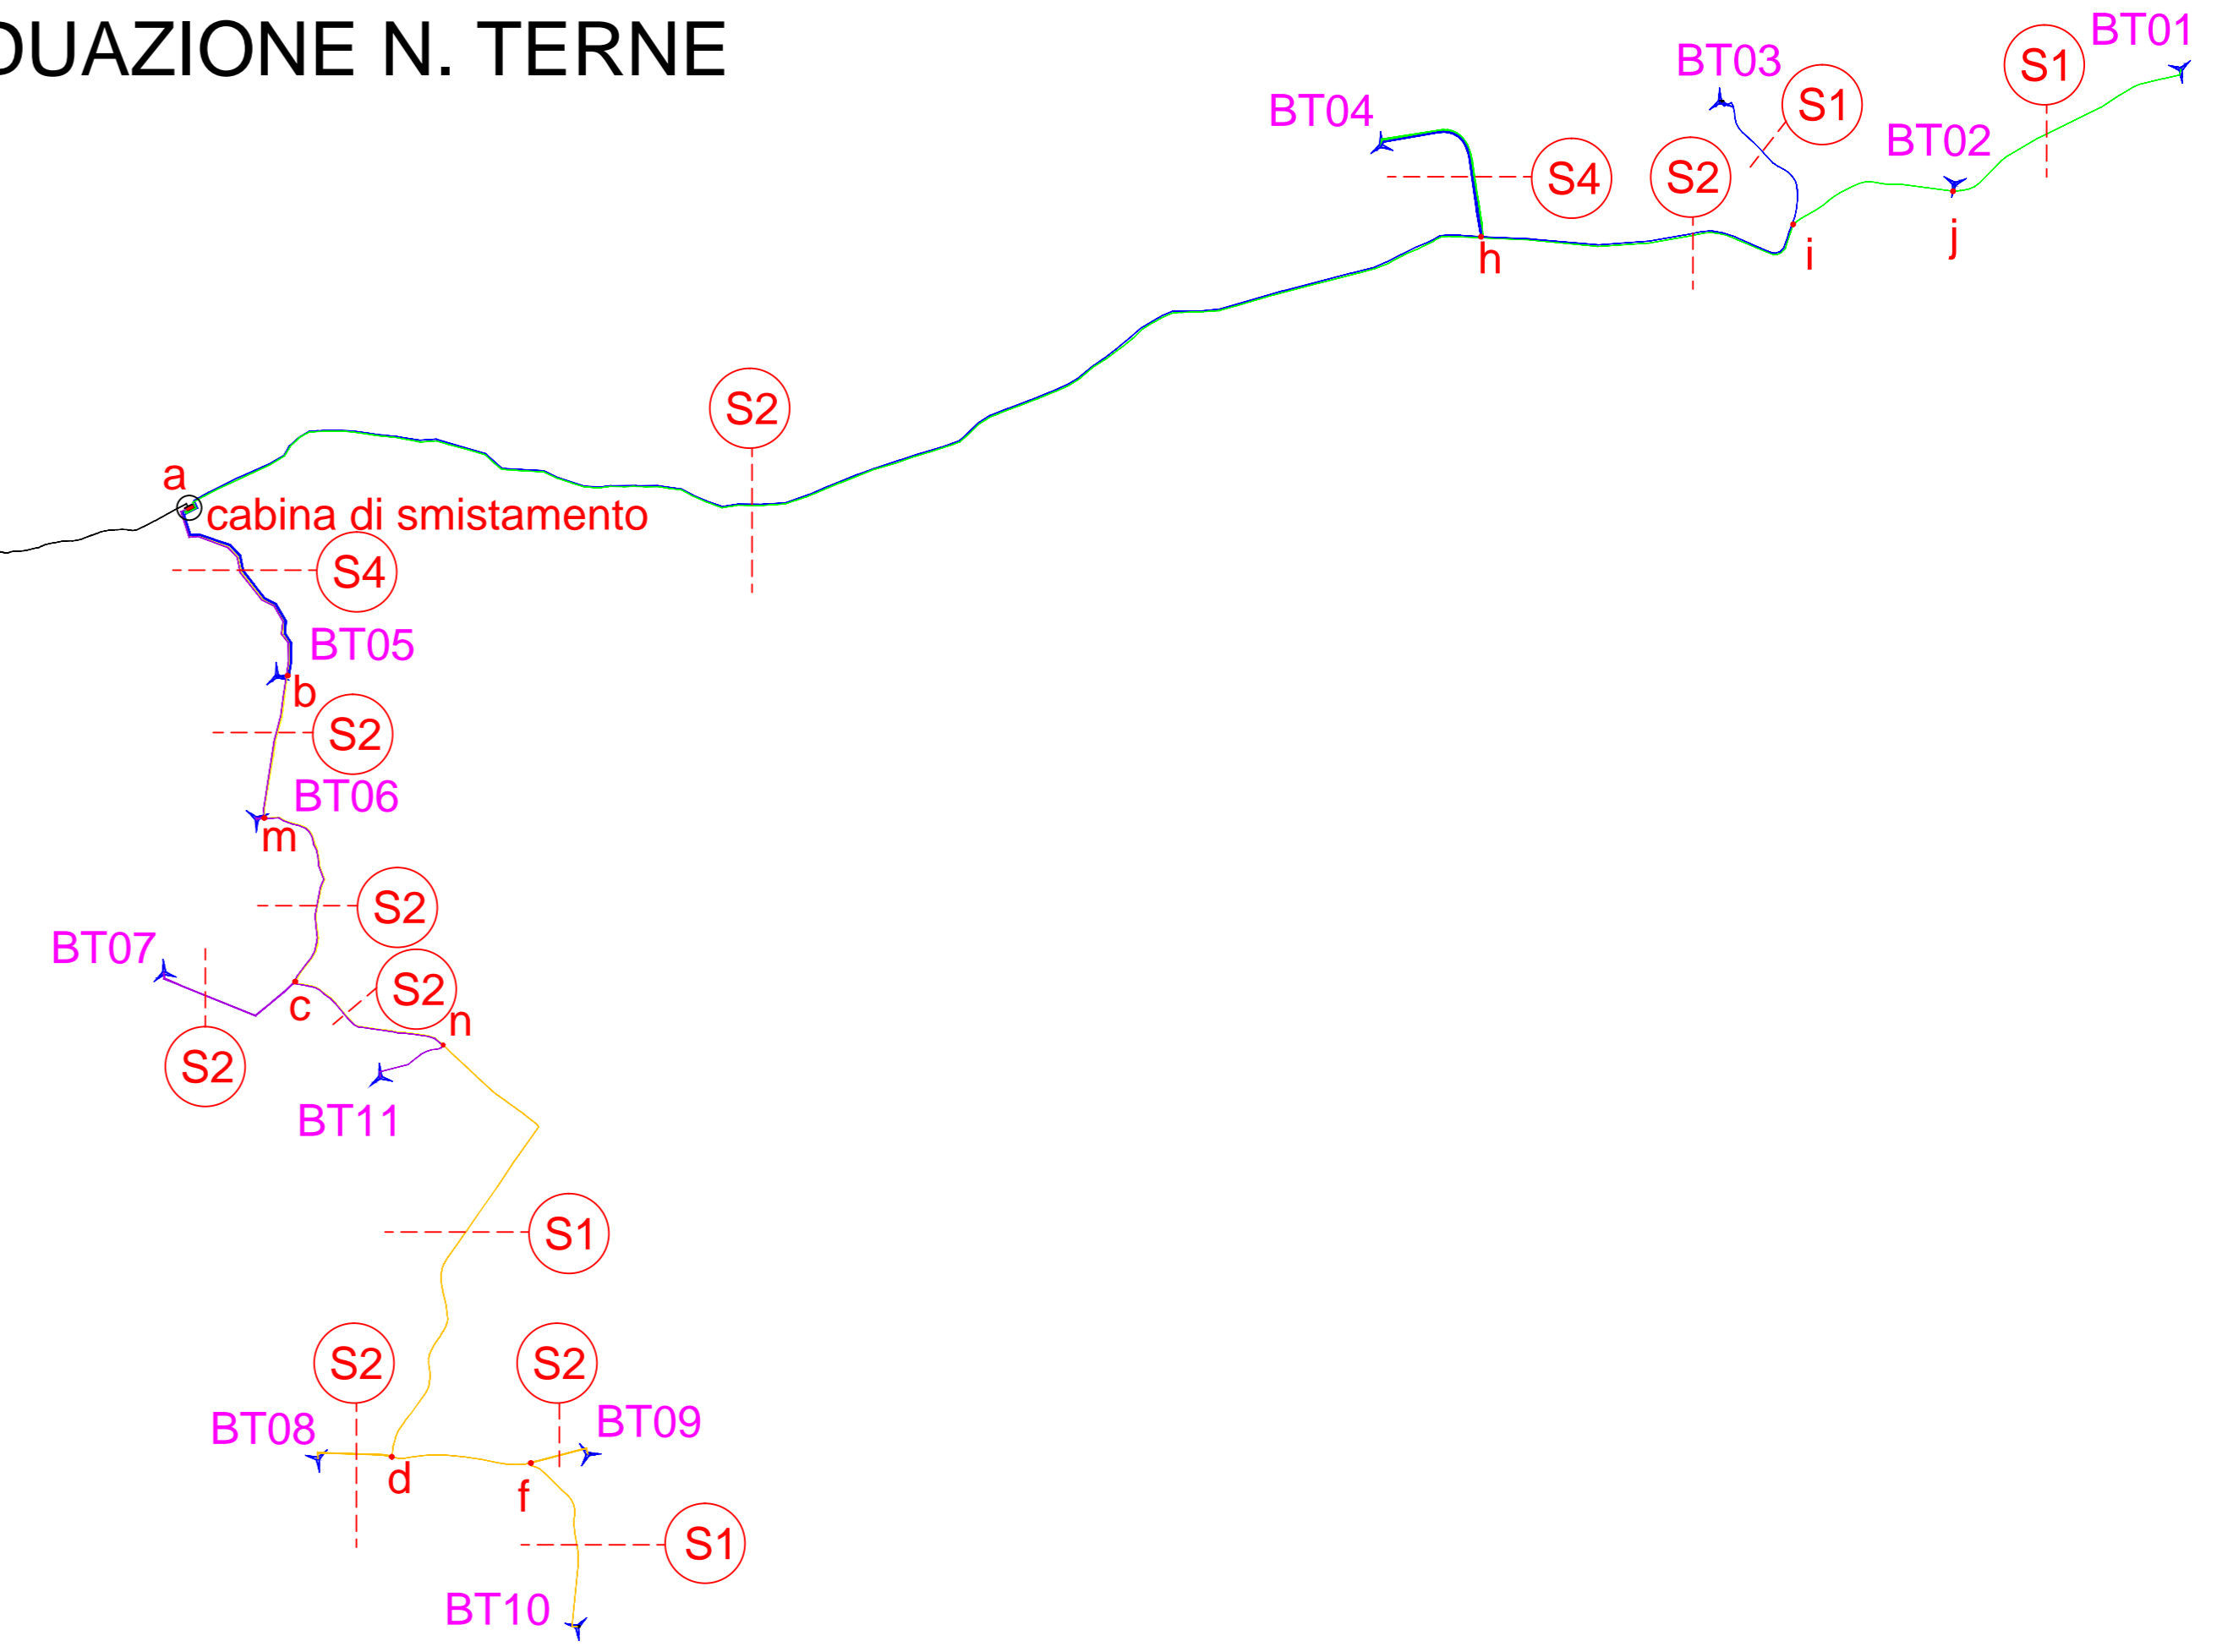 DUAZIONE N. TERNE
BT01
S1
BT03
S1
BT04
BT02
S4
S2
h
i
j
S2
a
cabina di smistamento
S4
BT05
b
S2
BT06
m
S2
BT07
S2
c
n
S2
BT11
S1
S2
S2
BT08
BT09
d
f
S1
BT10